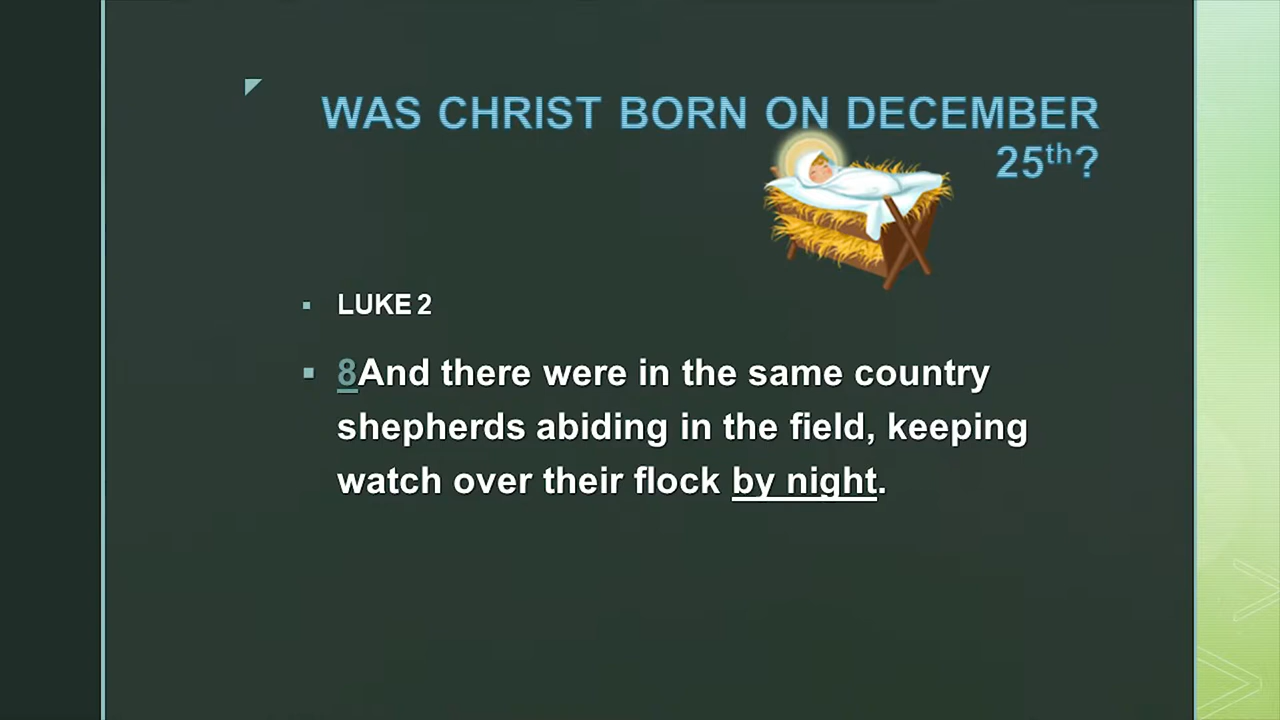 WAS CHRIST BORN ON DECEMBER
25th?
LUKE 2
8And there were in the same country
shepherds abiding in the field, keeping
watch over their flock by night.